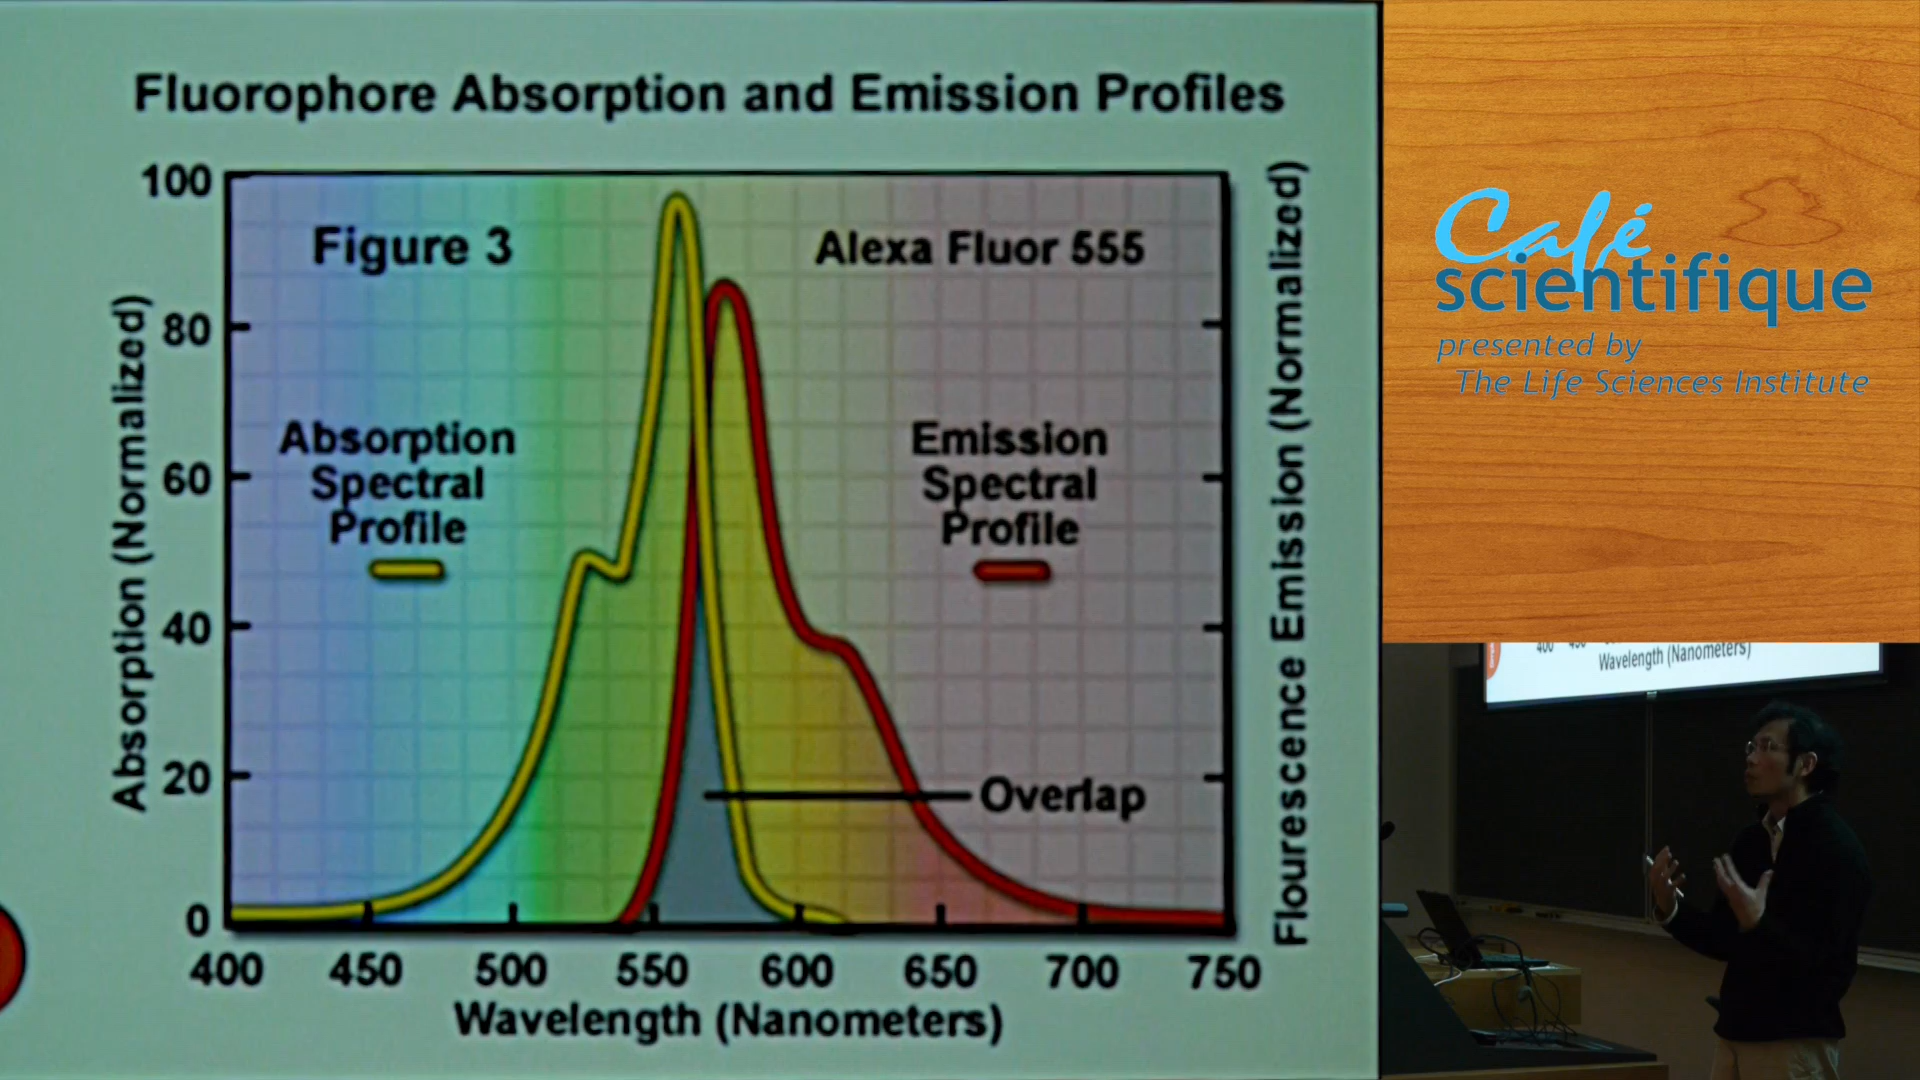 Fluorophore Absorption and Emission Profiles
Figure 3
Alexa Fluor 555
Absorption
Spectral
Profile
Emission
Spectral
Profile
Overlap
Absorption (Normalized)
100
80
60
40
20
0
Flourescence Emission (Normalized)
400 450 500 550 600 650 700 750
Wavelength (Nanometers)
Café
scientifique
presented by
The Life Sciences Institute
400 450
Wavelength (Nanometers)